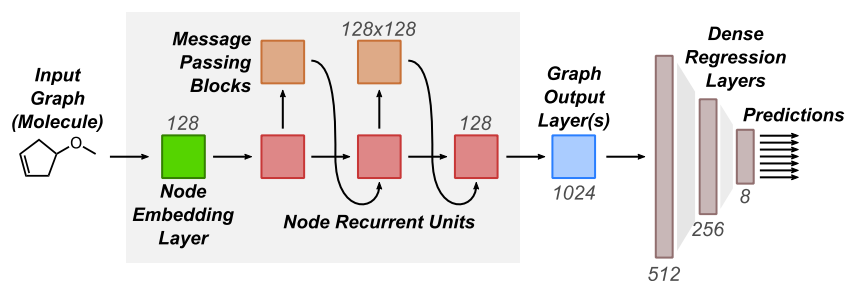 Input
Graph
(Molecule)
O
128
Node
Embedding
Layer
Message
Passing
Blocks
128x128
128
Node Recurrent Units
Graph
Output
Layer(s)
1024
Dense
Regression
Layers
512
256
8
Predictions